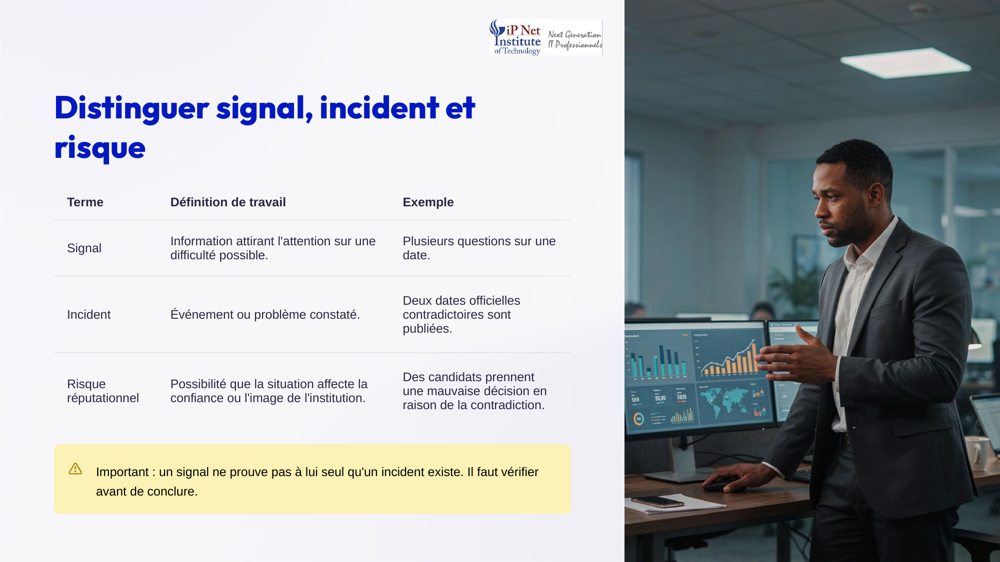 iP Net
Institute
of Technology
Next Generation
IT Professionnels
Distinguer signal, incident et
risque
Terme Définition de travail Exemple
Signal
Information attirant l'attention sur une
difficulté possible.
Plusieurs questions sur une
date.
Incident
Événement ou problème constaté.
Deux dates officielles
contradictoires sont
publiées.
Risque
réputationnel
Possibilité que la situation affecte la
confiance ou l'image de l'institution.
Des candidats prennent
une mauvaise décision en
raison de la contradiction.
Important : un signal ne prouve pas à lui seul qu'un incident existe. Il faut vérifier
avant de conclure.
560